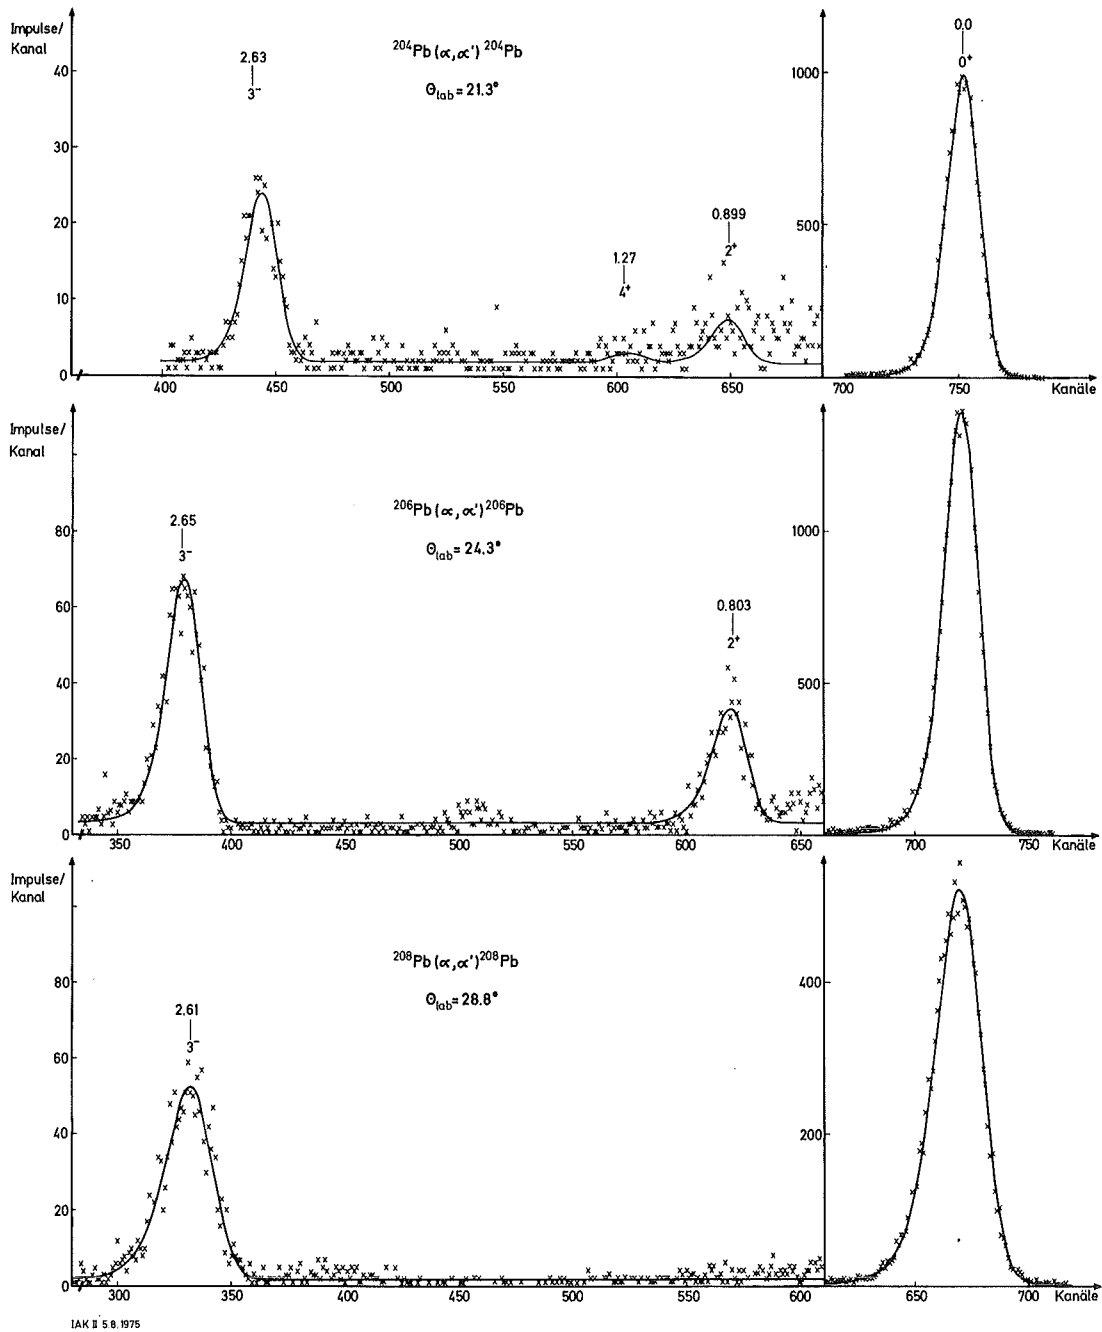 Impulse/
Kanal
²⁰⁴Pb(α,α')²⁰⁴Pb
Θlab = 21.3°
2.63
3⁻
1.27
4⁺
0.899
2⁺
0.0
0⁺
40
30
20
10
0
1000
500
400 450 500 550 600 650 700 750 Kanäle
Impulse/
Kanal
²⁰⁶Pb(α,α')²⁰⁶Pb
Θlab = 24.3°
2.65
3⁻
0.803
2⁺
80
60
40
20
0
1000
500
350 400 450 500 550 600 650 700 750 Kanäle
Impulse/
Kanal
²⁰⁸Pb(α,α')²⁰⁸Pb
Θlab = 28.8°
2.61
3⁻
80
60
40
20
0
400
200
300 350 400 450 500 550 600 650 700 Kanäle
IAK II 5.8.1975